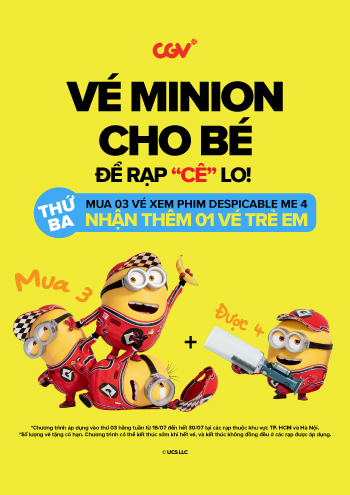 CGV
VÉ MINION
CHO BÉ
ĐỂ RẠP “CÊ” LO!
THỨ
BA
MUA 03 VÉ XEM PHIM DESPICABLE ME 4
NHẬN THÊM 01 VÉ TRẺ EM
Mua 3
+
Được 4
*Chương trình áp dụng vào thứ 03 hằng tuần từ 19/07 đến hết 30/07 tại các rạp thuộc khu vực TP. HCM và Hà Nội.
*Số lượng vé tặng có hạn. Chương trình có thể kết thúc sớm khi hết vé, và kết thúc không đồng đều ở các rạp được áp dụng.
© UCS LLC